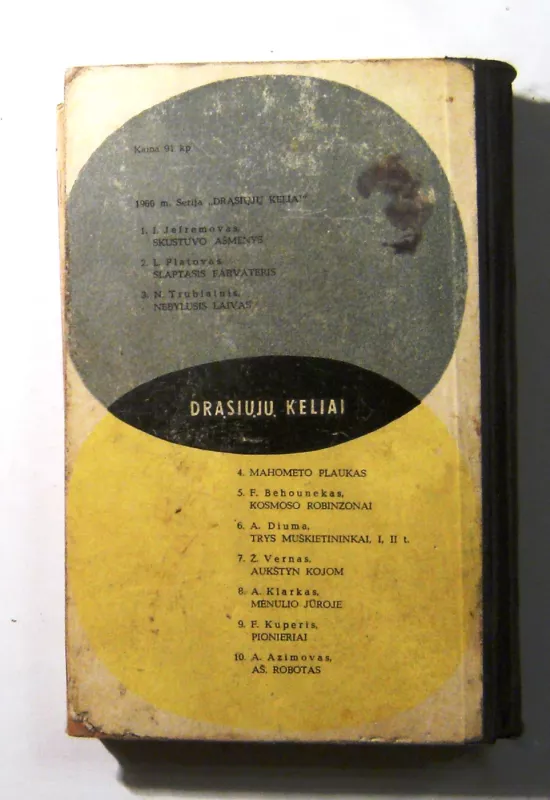 Kaina 91 kp
1966 m. Serija „DRĄSIŲJŲ KELIAI"
1. I. Jefremovas,
SKUSTUVO AŠMENYS
2. L. Platovas,
SLAPTASIS FARVATERIS
3. N. Trublainis,
NEBYLUSIS LAIVAS
DRĄSIŲJŲ KELIAI
4. MAHOMETO PLAUKAS
5. F. Behounekas,
KOSMOSO ROBINZONAI
6. A. Diuma,
TRYS MUŠKIETININKAI, I, II t.
7. Ž. Vernas,
AUKŠTYN KOJOM
8. A. Klarkas,
MĖNULIO JŪROJE
9. F. Kuperis,
PIONIERIAI
10. A. Azimovas,
AŠ, ROBOTAS